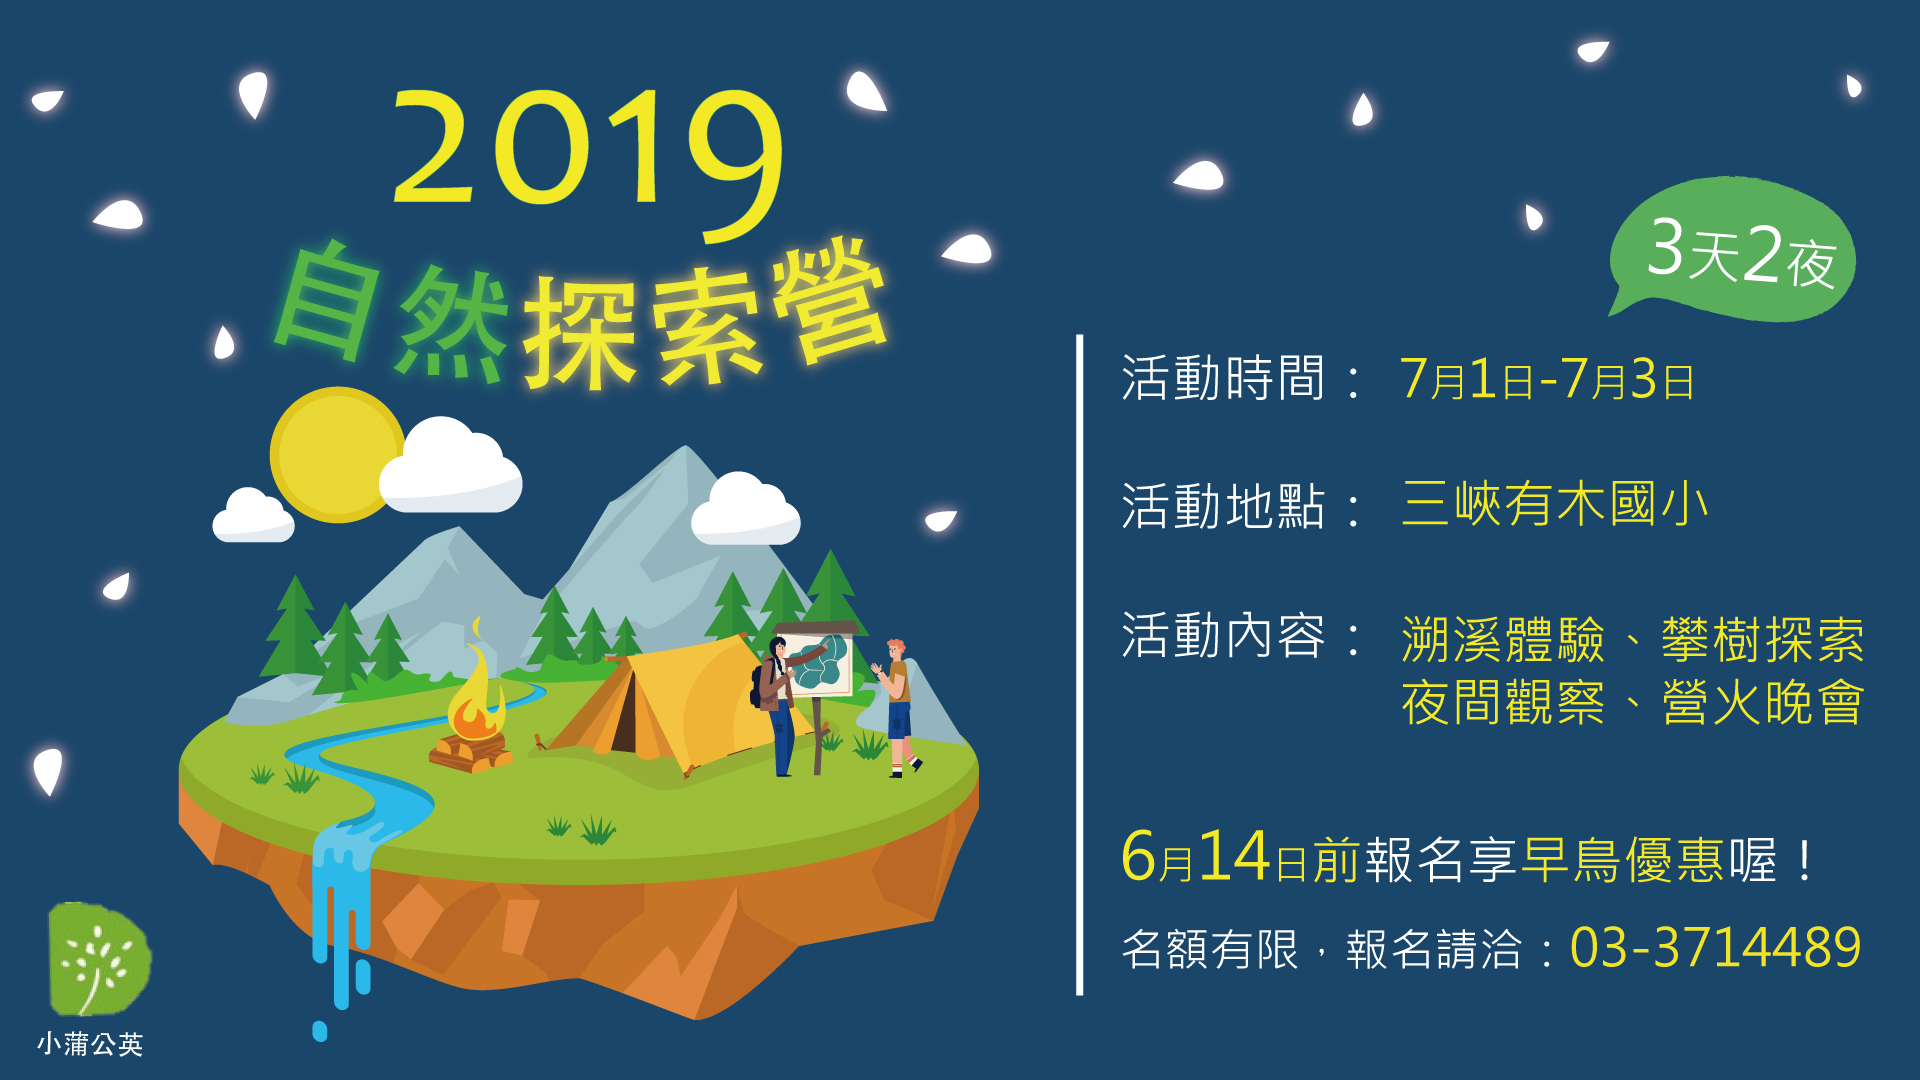 2019
自然探索營
3天2夜
活動時間：7月1日-7月3日
活動地點：三峽有木國小
活動內容：溯溪體驗、攀樹探索
夜間觀察、營火晚會
6月14日前報名享早鳥優惠喔！
名額有限，報名請洽：03-3714489
小蒲公英